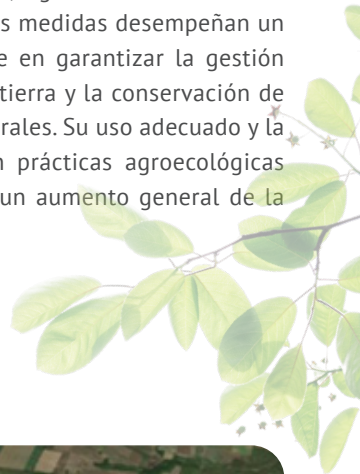 s medidas desempeñan un
e en garantizar la gestión
tierra y la conservación de
rales. Su uso adecuado y la
n prácticas agroecológicas
un aumento general de la